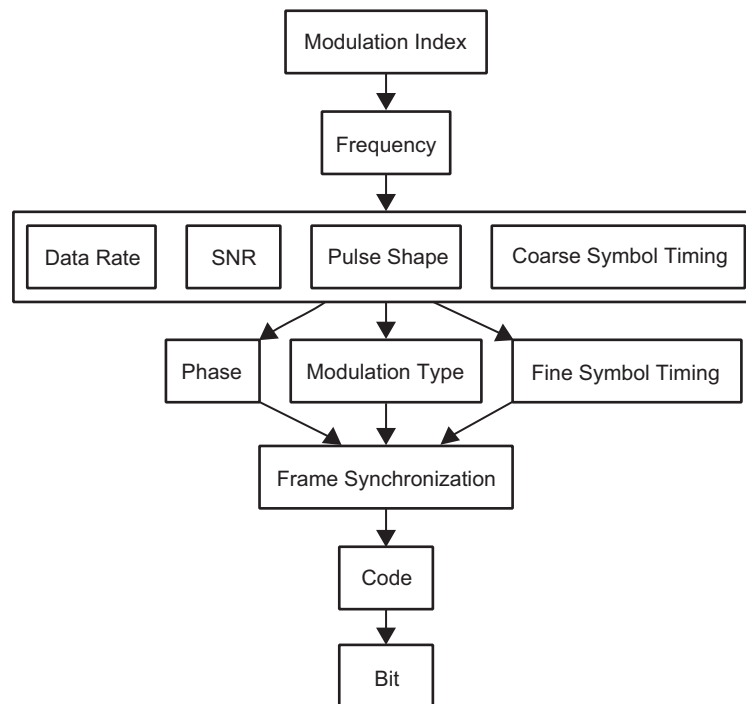 Modulation Index
Frequency
Data Rate
SNR
Pulse Shape
Coarse Symbol Timing
Phase
Modulation Type
Fine Symbol Timing
Frame Synchronization
Code
Bit